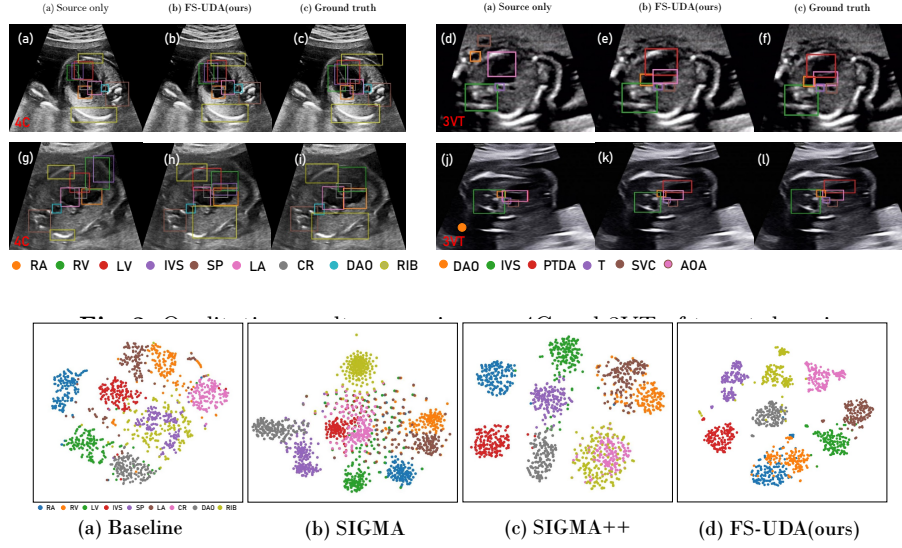 (a) Source only (b) FS-UDA(ours) (c) Ground truth
(a) Source only (b) FS-UDA(ours) (c) Ground truth
(a) (b) (c)
4C
(d) (e) (f)
3VT
(g) (h) (i)
(j) (k) (l)
3VT
RA RV LV IVS SP LA CR DAO RIB
DAO IVS PTDA T SVC AOA
RA RV LV IVS SP LA CR DAO RIB
(a) Baseline (b) SIGMA (c) SIGMA++ (d) FS-UDA(ours)